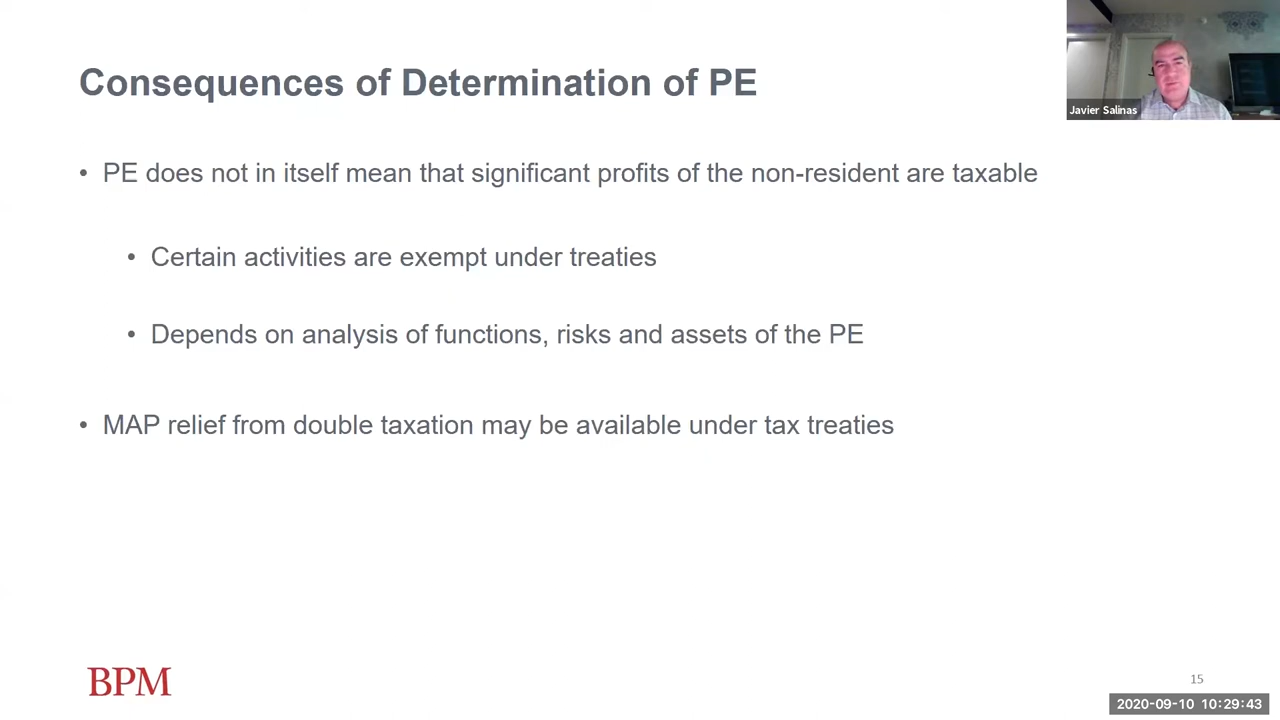 Consequences of Determination of PE
Javier Salinas
• PE does not in itself mean that significant profits of the non-resident are taxable
• Certain activities are exempt under treaties
• Depends on analysis of functions, risks and assets of the PE
• MAP relief from double taxation may be available under tax treaties
BPM
15
2020-09-10 10:29:43